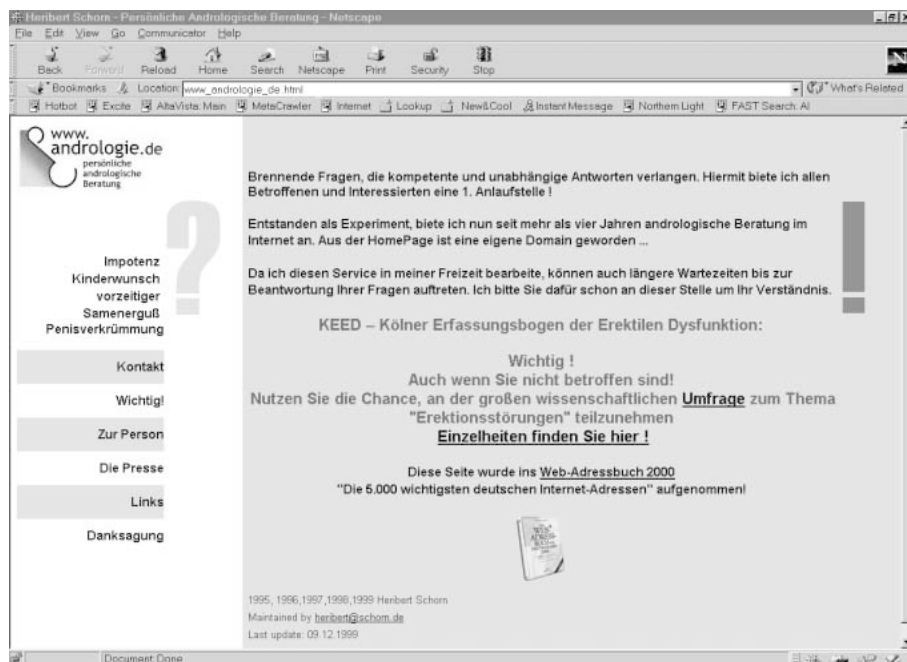 Heribert Schorn - Persönliche Andrologische Beratung - Netscape
File Edit View Go Communicator Help
Back Forward Reload Home Search Netscape Print Security Stop
Bookmarks Location: www_andrologie_de.html What's Related
Hotbot Excite AltaVista: Main MetaCrawler Internet Lookup New&Cool Instant Message Northern Light FAST Search: Al
www.
andrologie.de
persönliche
andrologische
Beratung
?
Impotenz
Kinderwunsch
vorzeitiger
Samenerguß
Penisverkrümmung
Kontakt
Wichtig!
Zur Person
Die Presse
Links
Danksagung
Brennende Fragen, die kompetente und unabhängige Antworten verlangen. Hiermit biete ich allen
Betroffenen und Interessierten eine 1. Anlaufstelle !
Entstanden als Experiment, biete ich nun seit mehr als vier Jahren andrologische Beratung im
Internet an. Aus der HomePage ist eine eigene Domain geworden ...
Da ich diesen Service in meiner Freizeit bearbeite, können auch längere Wartezeiten bis zur
Beantwortung Ihrer Fragen auftreten. Ich bitte Sie dafür schon an dieser Stelle um Ihr Verständnis.
!
KEED – Kölner Erfassungsbogen der Erektilen Dysfunktion:
Wichtig !
Auch wenn Sie nicht betroffen sind!
Nutzen Sie die Chance, an der großen wissenschaftlichen Umfrage zum Thema
"Erektionsstörungen" teilzunehmen
Einzelheiten finden Sie hier !
Diese Seite wurde ins Web-Adressbuch 2000
"Die 5.000 wichtigsten deutschen Internet-Adressen" aufgenommen!
1995, 1996,1997,1998,1999 Heribert Schorn
Maintained by heribert@schorn.de
Last update: 09.12.1999
Document Done